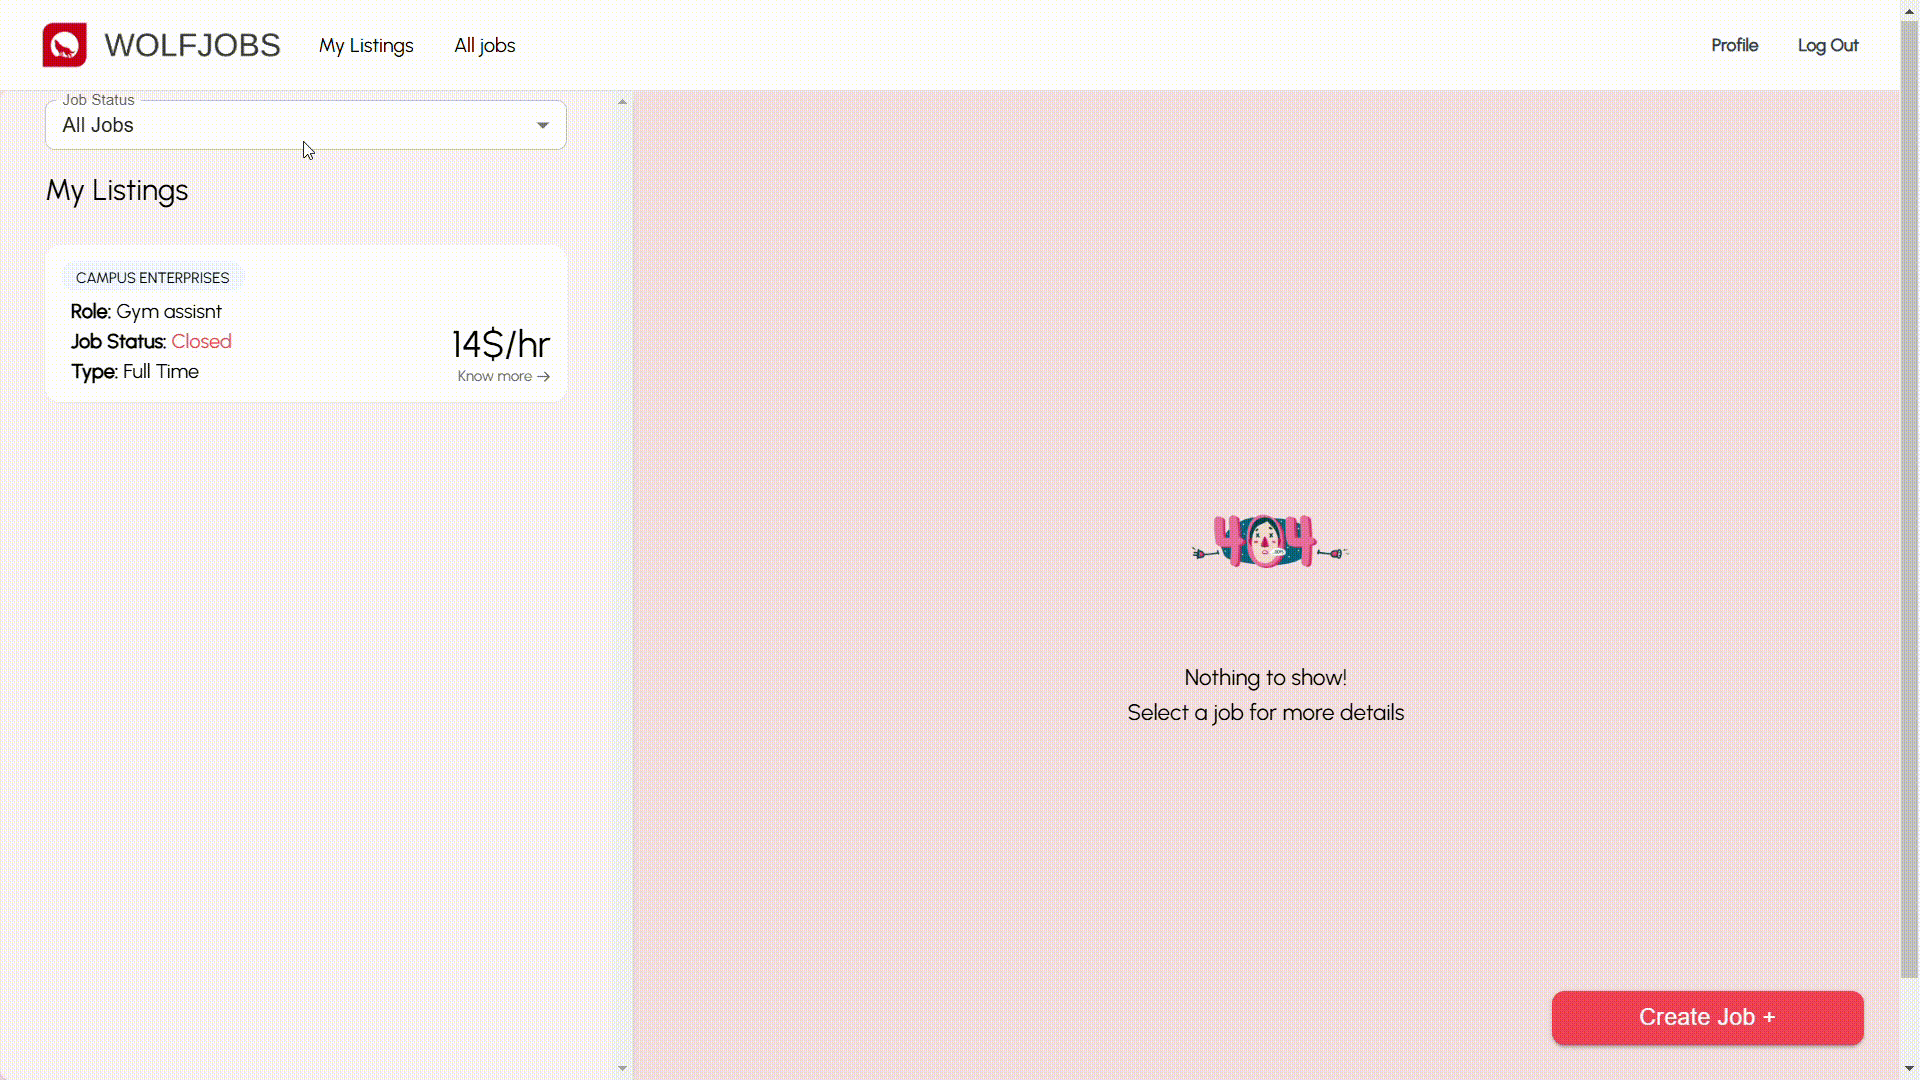 WOLFJOBS
My Listings
All jobs
Profile
Log Out
Job Status
All Jobs
My Listings
CAMPUS ENTERPRISES
Role: Gym assisnt
Job Status: Closed
Type: Full Time
14$/hr
Know more →
404
Nothing to show!
Select a job for more details
Create Job +